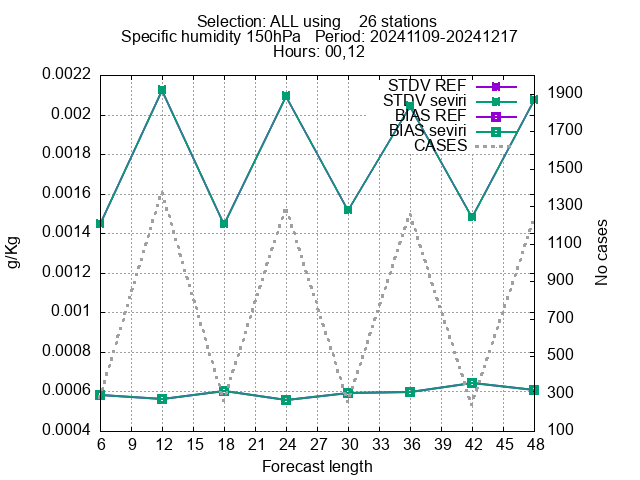 Selection: ALL using    26 stations
Specific humidity 150hPa   Period: 20241109-20241217
Hours: 00,12
STDV REF
STDV seviri
BIAS REF
BIAS seviri
CASES
g/Kg
0.0022
0.002
0.0018
0.0016
0.0014
0.0012
0.001
0.0008
0.0006
0.0004
1900
1700
1500
1300
1100
900
700
500
300
100
No cases
6 9 12 15 18 21 24 27 30 33 36 39 42 45 48
Forecast length